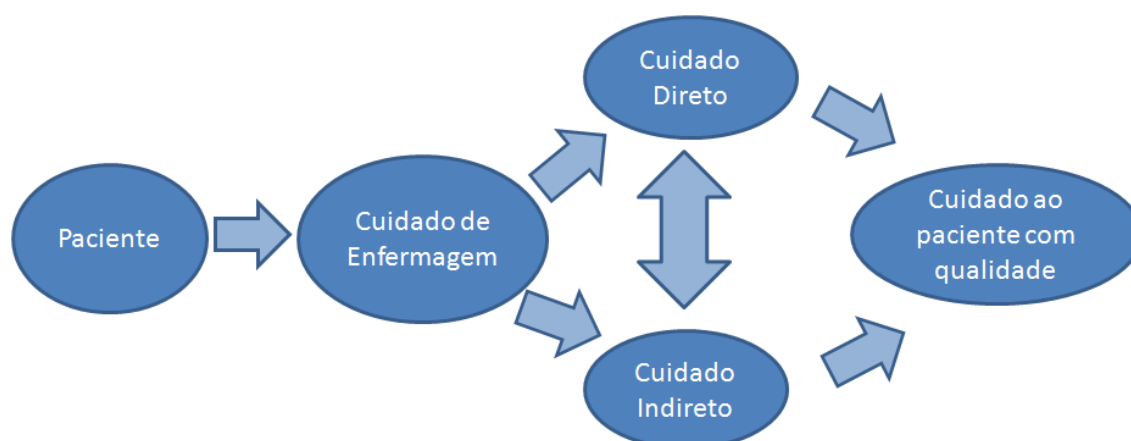 Paciente
Cuidado de
Enfermagem
Cuidado
Direto
Cuidado
Indireto
Cuidado ao
paciente com
qualidade